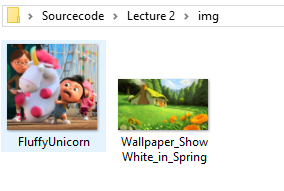 Sourcecode > Lecture 2 > img
FluffyUnicorn
Wallpaper_Show
White_in_Spring